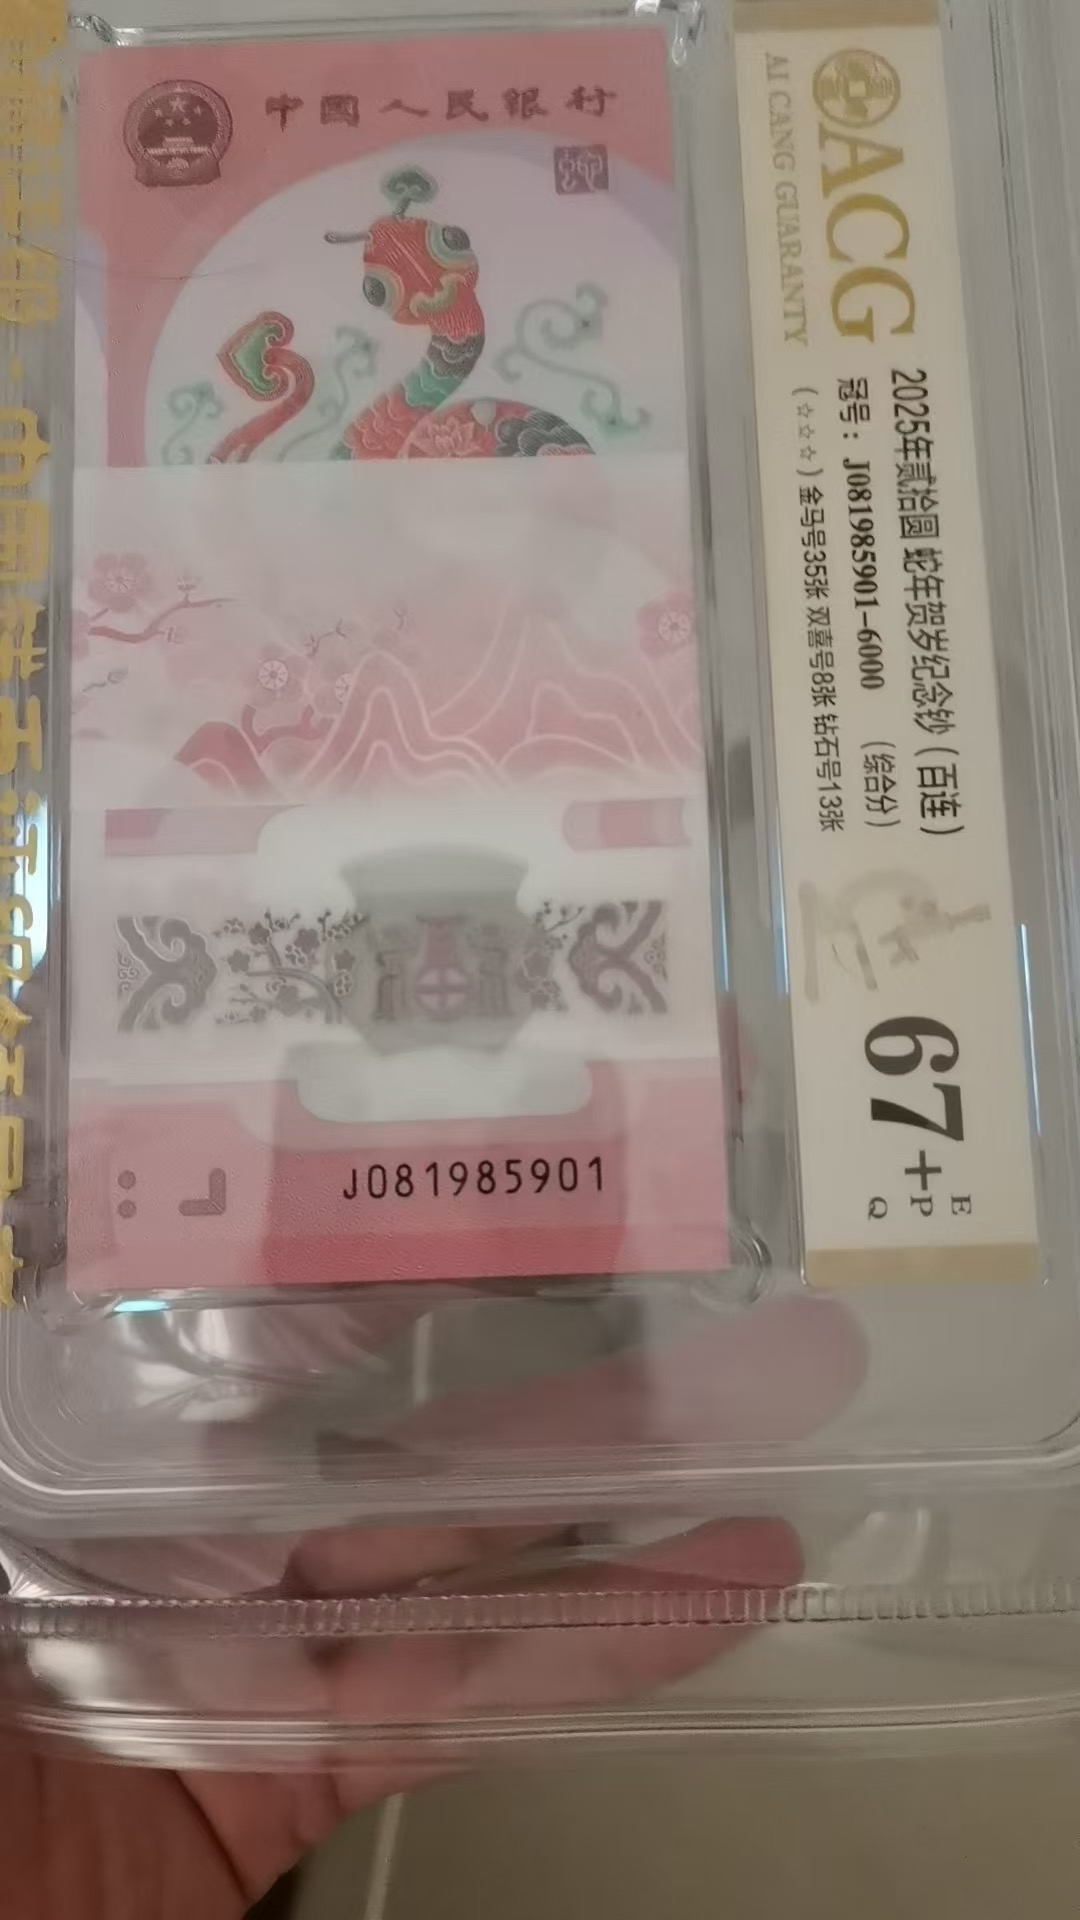 中國人民銀行
J081985901
ACG
AI CANG GUARANTY
2025年贰拾圆 蛇年贺岁纪念钞（百连）
冠号：J081985901-6000 （综合分）
（☆☆☆）金马号35张 双喜号8张 钻石号13张
67+
E
P
Q